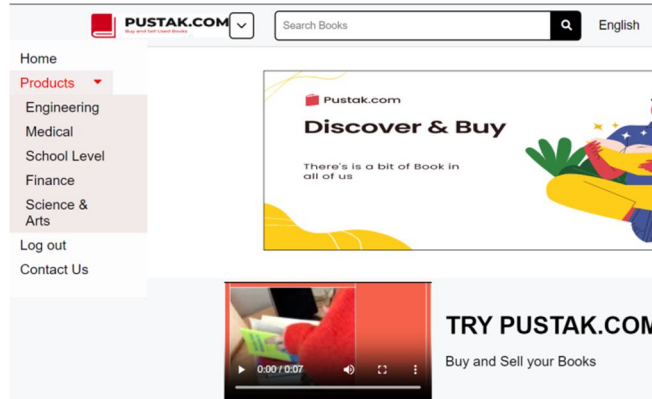 PUSTAK.COM
Buy and Sell Used Books
Search Books
English
Home
Products
Engineering
Medical
School Level
Finance
Science &
Arts
Log out
Contact Us
Pustak.com
Discover & Buy
There's is a bit of Book in
all of us
0:00 / 0:07
TRY PUSTAK.COM
Buy and Sell your Books